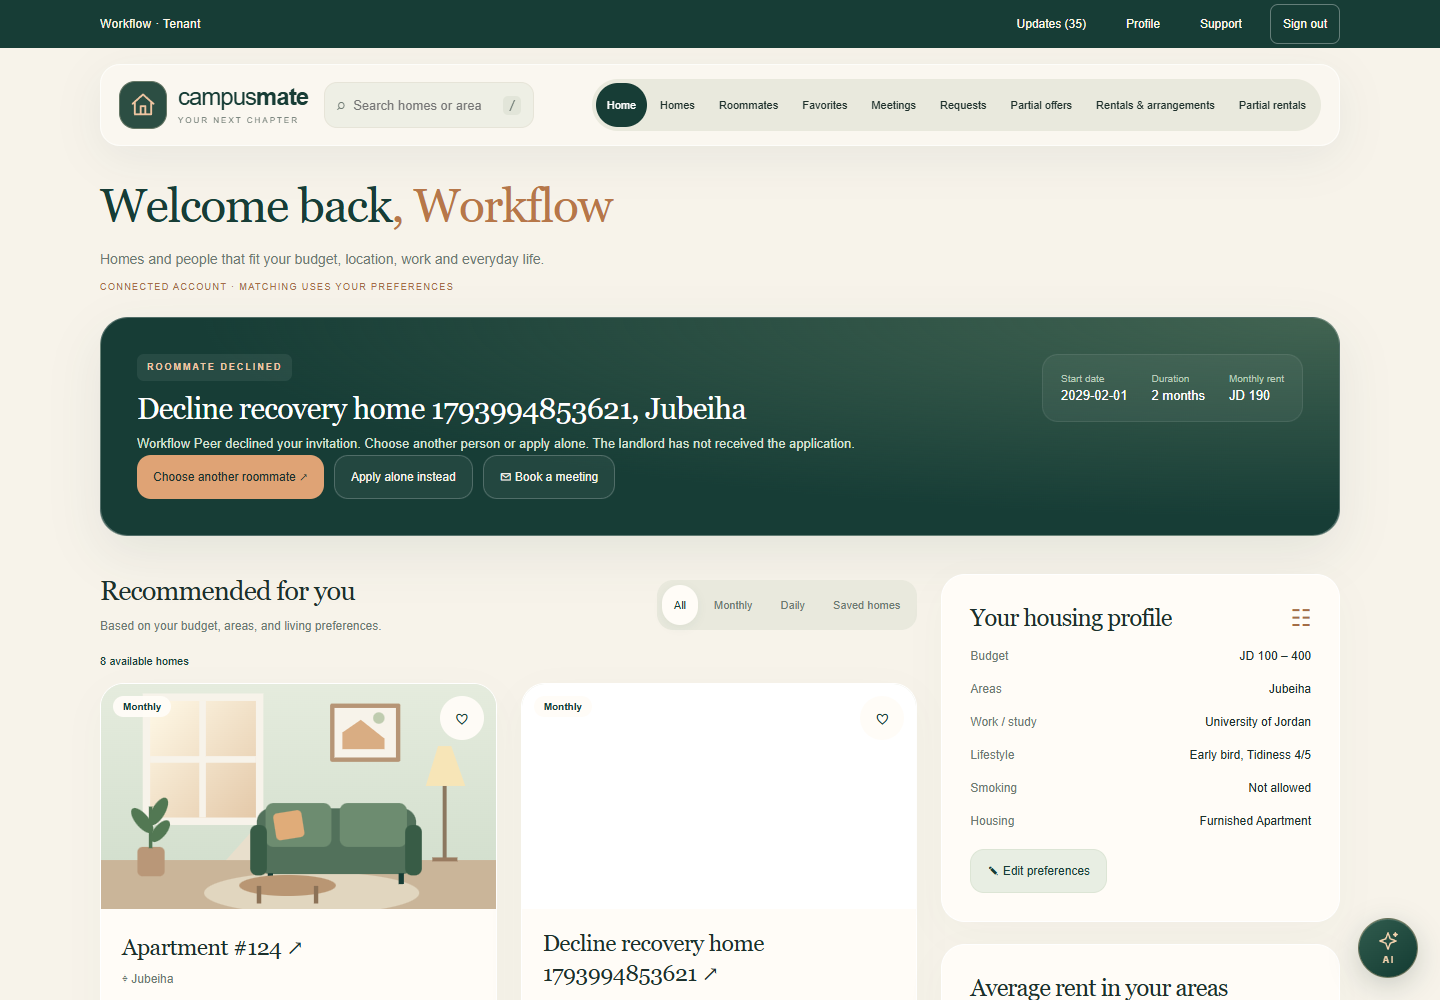 Workflow · Tenant
Updates (35)
Profile
Support
Sign out
campusmate
YOUR NEXT CHAPTER
Search homes or area
/
Home
Homes
Roommates
Favorites
Meetings
Requests
Partial offers
Rentals & arrangements
Partial rentals
Welcome back, Workflow
Homes and people that fit your budget, location, work and everyday life.
CONNECTED ACCOUNT · MATCHING USES YOUR PREFERENCES
ROOMMATE DECLINED
Decline recovery home 1793994853621, Jubeiha
Workflow Peer declined your invitation. Choose another person or apply alone. The landlord has not received the application.
Choose another roommate ↗
Apply alone instead
Book a meeting
Start date
2029-02-01
Duration
2 months
Monthly rent
JD 190
Recommended for you
Based on your budget, areas, and living preferences.
All
Monthly
Daily
Saved homes
8 available homes
Monthly
Apartment #124 ↗
Jubeiha
Monthly
Decline recovery home
1793994853621 ↗
Your housing profile
Budget
JD 100 – 400
Areas
Jubeiha
Work / study
University of Jordan
Lifestyle
Early bird, Tidiness 4/5
Smoking
Not allowed
Housing
Furnished Apartment
Edit preferences
Average rent in your areas
AI